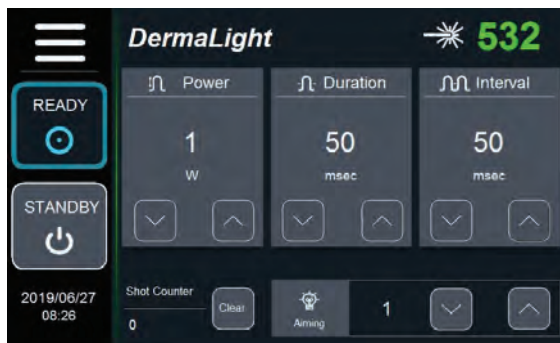 DermaLight
532
READY
STANDBY
2019/06/27
08:26
Power
1
W
Duration
50
msec
Interval
50
msec
Shot Counter
0
Clear
Aiming
1